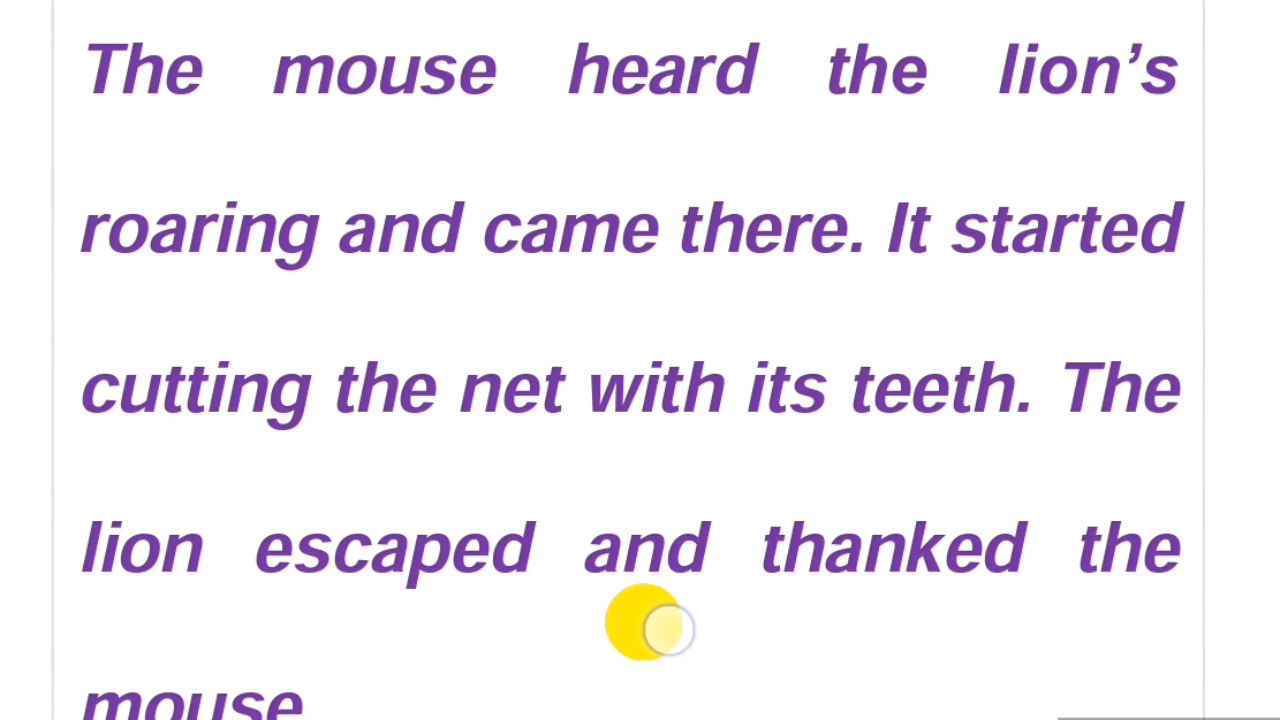 The mouse heard the lion’s
roaring and came there. It started
cutting the net with its teeth. The
lion escaped and thanked the
mouse